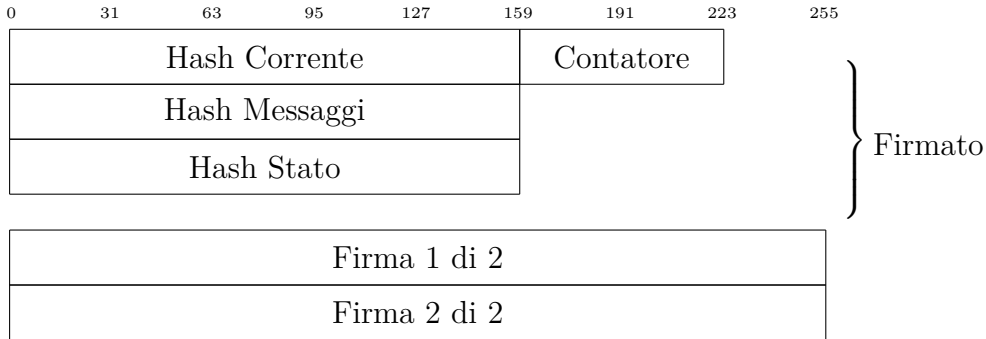 0 31 63 95 127 159 191 223 255
Hash Corrente Contatore
Hash Messaggi
Firmato
Hash Stato
Firma 1 di 2
Firma 2 di 2